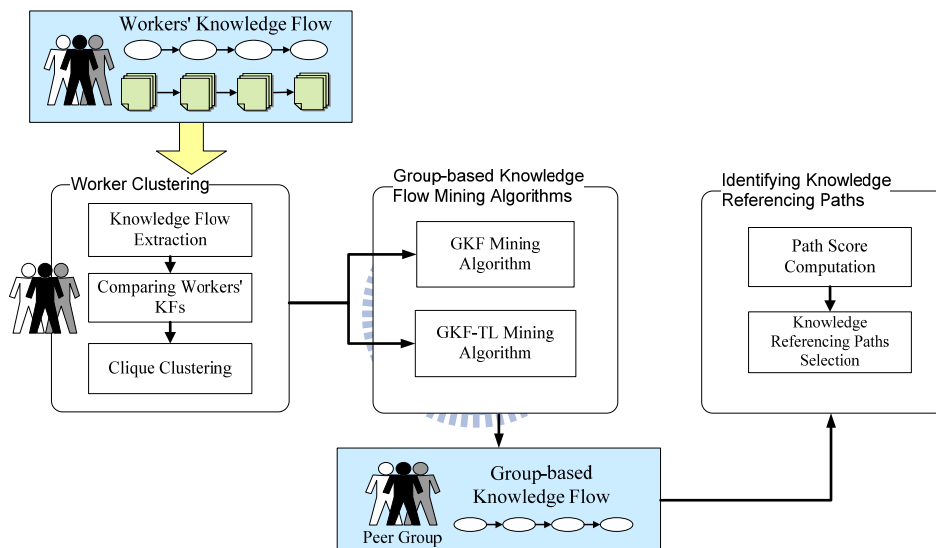 Workers' Knowledge Flow
Worker Clustering
Knowledge Flow
Extraction
Comparing Workers'
KFs
Clique Clustering
Group-based Knowledge
Flow Mining Algorithms
GKF Mining
Algorithm
GKF-TL Mining
Algorithm
Identifying Knowledge
Referencing Paths
Path Score
Computation
Knowledge
Referencing Paths
Selection
Group-based
Knowledge Flow
Peer Group